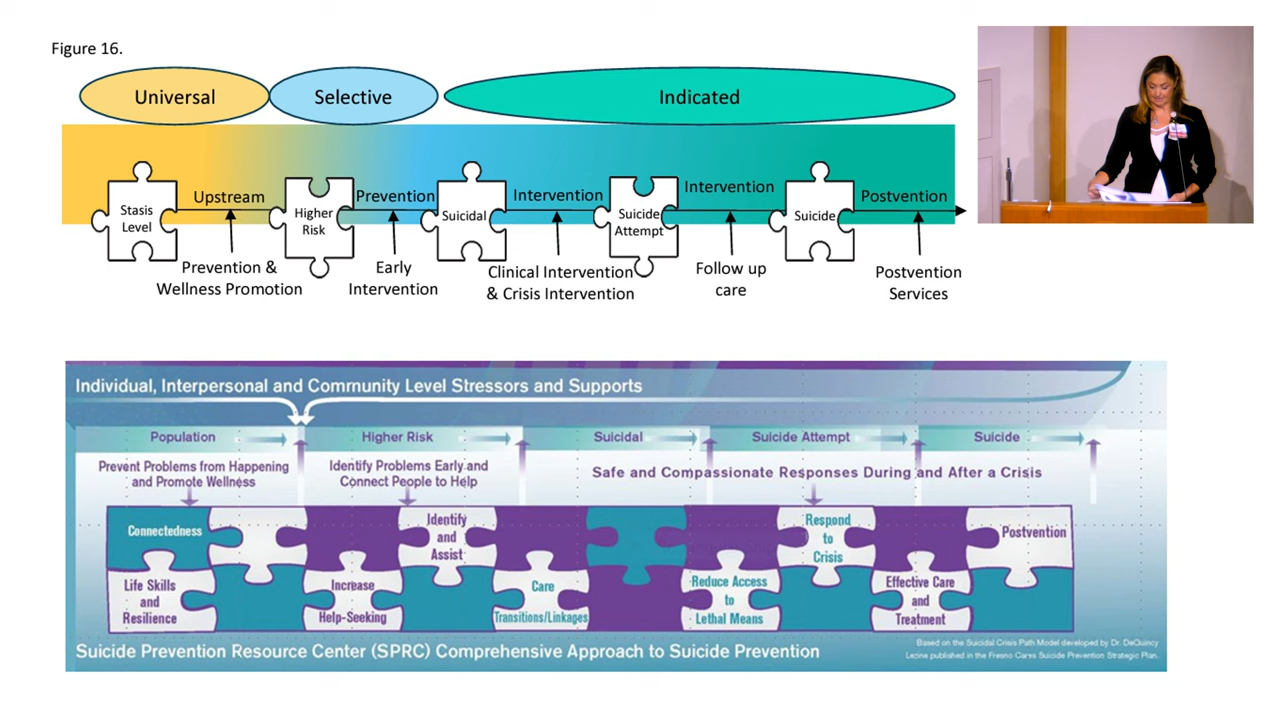 Figure 16.
Universal
Selective
Indicated
Stasis
Level
Upstream
Higher
Risk
Prevention
Suicidal
Intervention
Suicide
Attempt
Intervention
Suicide
Postvention
Prevention &
Wellness Promotion
Early
Intervention
Clinical Intervention
& Crisis Intervention
Follow up
care
Postvention
Services
Individual, Interpersonal and Community Level Stressors and Supports
Population
Higher Risk
Suicidal
Suicide Attempt
Suicide
Prevent Problems from Happening
and Promote Wellness
Identify Problems Early and
Connect People to Help
Safe and Compassionate Responses During and After a Crisis
Connectedness
Identify
and
Assist
Respond
to
Crisis
Postvention
Life Skills
and
Resilience
Increase
Help-Seeking
Care
Transitions/Linkages
Reduce Access
to
Lethal Means
Effective Care
and
Treatment
Suicide Prevention Resource Center (SPRC) Comprehensive Approach to Suicide Prevention
Based on the Suicidal Crisis Path Model developed by Dr. DeQuincy
Lezine published in the Fresno Cares Suicide Prevention Strategic Plan.